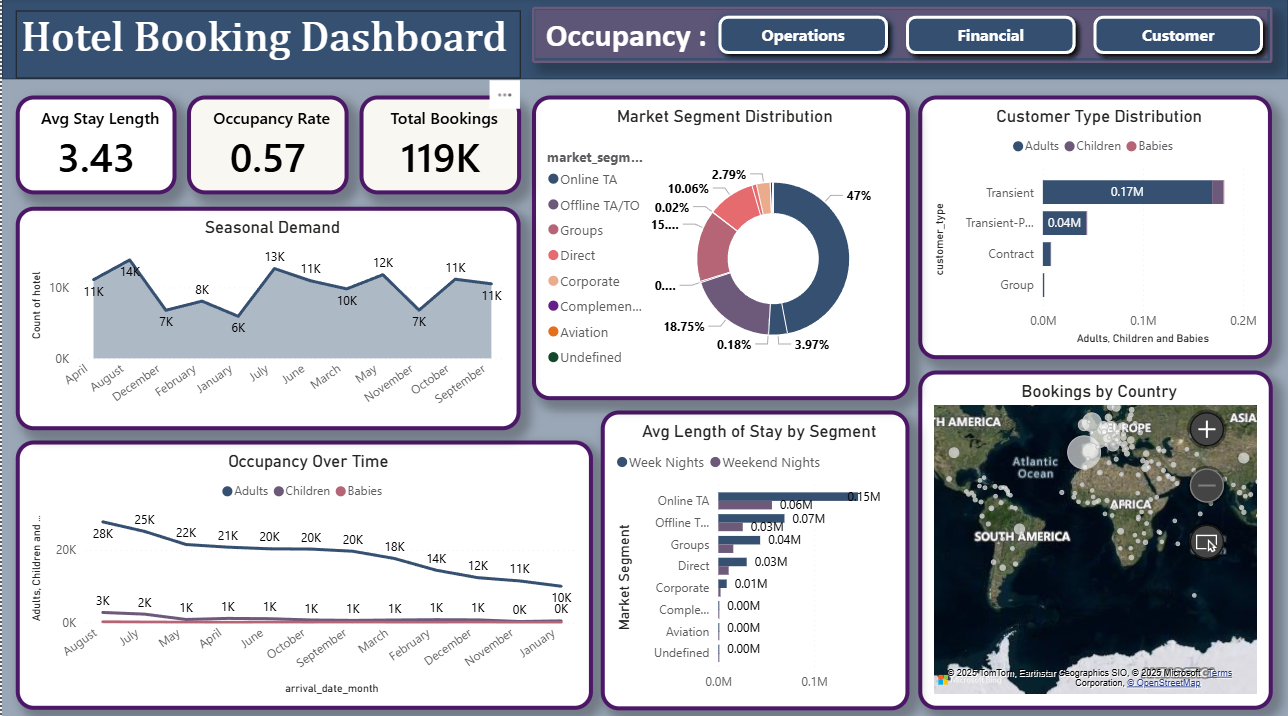 Hotel Booking Dashboard
Occupancy :
Operations
Financial
Customer
Avg Stay Length
3.43
Occupancy Rate
0.57
Total Bookings
119K
Seasonal Demand
Count of hotel
10K
0K
11K
14K
7K
8K
6K
13K
11K
10K
12K
7K
11K
11K
April
August
December
February
January
July
June
March
May
November
October
September
Market Segment Distribution
market_segm...
Online TA
Offline TA/TO
Groups
Direct
Corporate
Complemen...
Aviation
Undefined
2.79%
10.06%
0.02%
15....
0....
18.75%
0.18%
3.97%
47%
Customer Type Distribution
Adults
Children
Babies
customer_type
Transient
0.17M
Transient-P...
0.04M
Contract
Group
0.0M
0.1M
0.2M
Adults, Children and Babies
Occupancy Over Time
Adults
Children
Babies
Adults, Children and ...
20K
0K
28K
25K
22K
21K
20K
20K
20K
18K
14K
12K
11K
10K
3K
2K
1K
1K
1K
1K
1K
1K
1K
1K
0K
0K
August
July
May
April
June
October
September
March
February
December
November
January
arrival_date_month
Avg Length of Stay by Segment
Week Nights
Weekend Nights
Market Segment
Online TA
0.15M
0.06M
Offline T...
0.07M
0.03M
Groups
0.04M
Direct
0.03M
Corporate
0.01M
Comple...
0.00M
Aviation
0.00M
Undefined
0.00M
0.0M
0.1M
Bookings by Country
TH AMERICA
EUROPE
ASIA
Atlantic
Ocean
AFRICA
SOUTH AMERICA
© 2025 TomTom, Earthstar Geographics SIO, © 2025 Microsoft Terms
Corporation, © OpenStreetMap